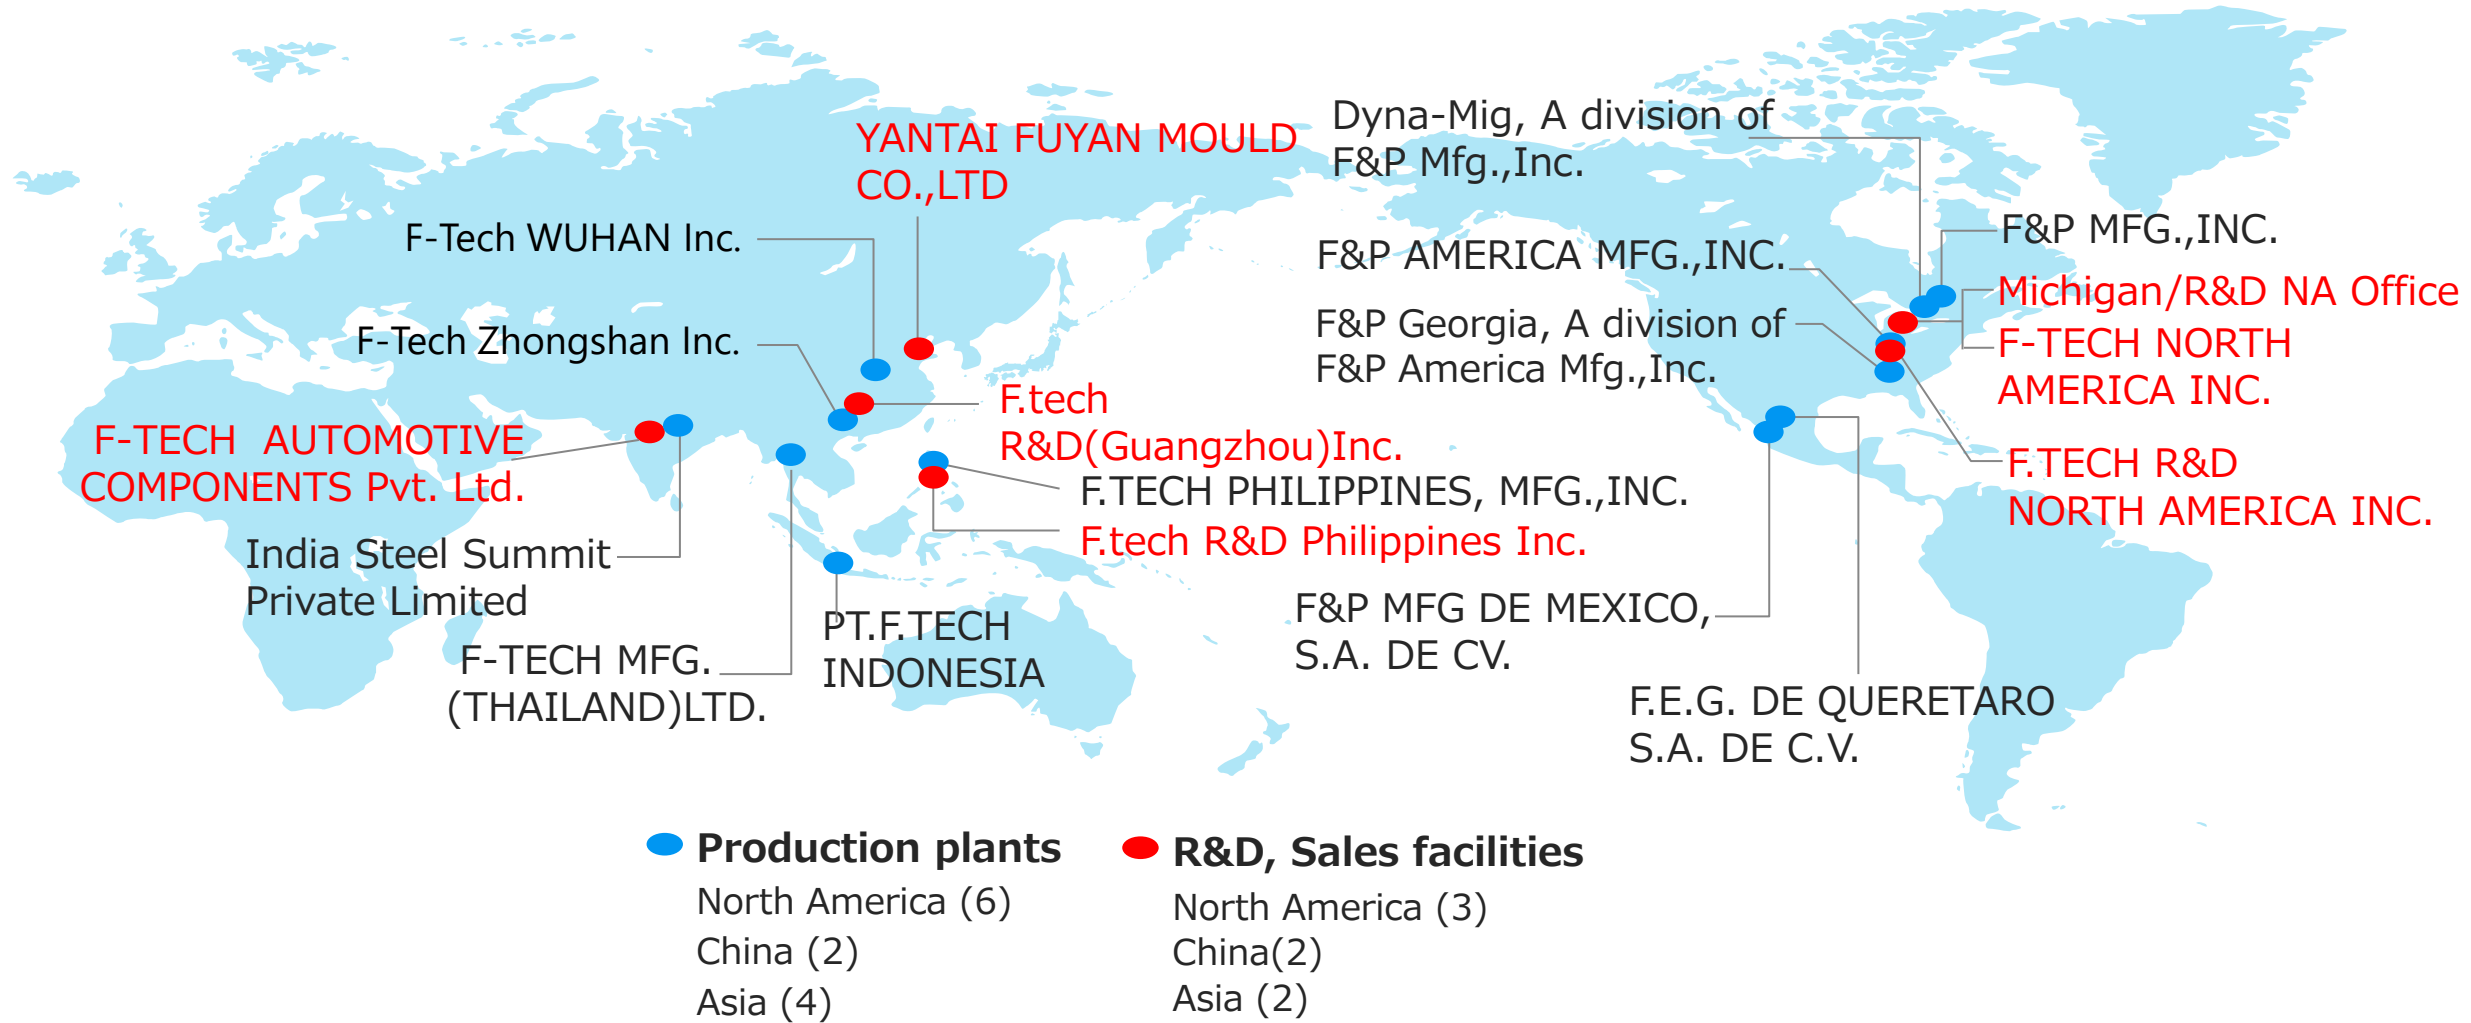 YANTAI FUYAN MOULD
CO.,LTD
Dyna-Mig, A division of
F&P Mfg.,Inc.
F-Tech WUHAN Inc.
F&P MFG.,INC.
F&P AMERICA MFG.,INC.
Michigan/R&D NA Office
F-Tech Zhongshan Inc.
F&P Georgia, A division of
F&P America Mfg.,Inc.
F-TECH NORTH
AMERICA INC.
F.tech
R&D(Guangzhou)Inc.
F-TECH  AUTOMOTIVE
COMPONENTS Pvt. Ltd.
F.TECH R&D
NORTH AMERICA INC.
F.TECH PHILIPPINES, MFG.,INC.
F.tech R&D Philippines Inc.
India Steel Summit
Private Limited
PT.F.TECH
INDONESIA
F&P MFG DE MEXICO,
S.A. DE CV.
F-TECH MFG.
(THAILAND)LTD.
F.E.G. DE QUERETARO
S.A. DE C.V.
Production plants
North America (6)
China (2)
Asia (4)
R&D, Sales facilities
North America (3)
China(2)
Asia (2)